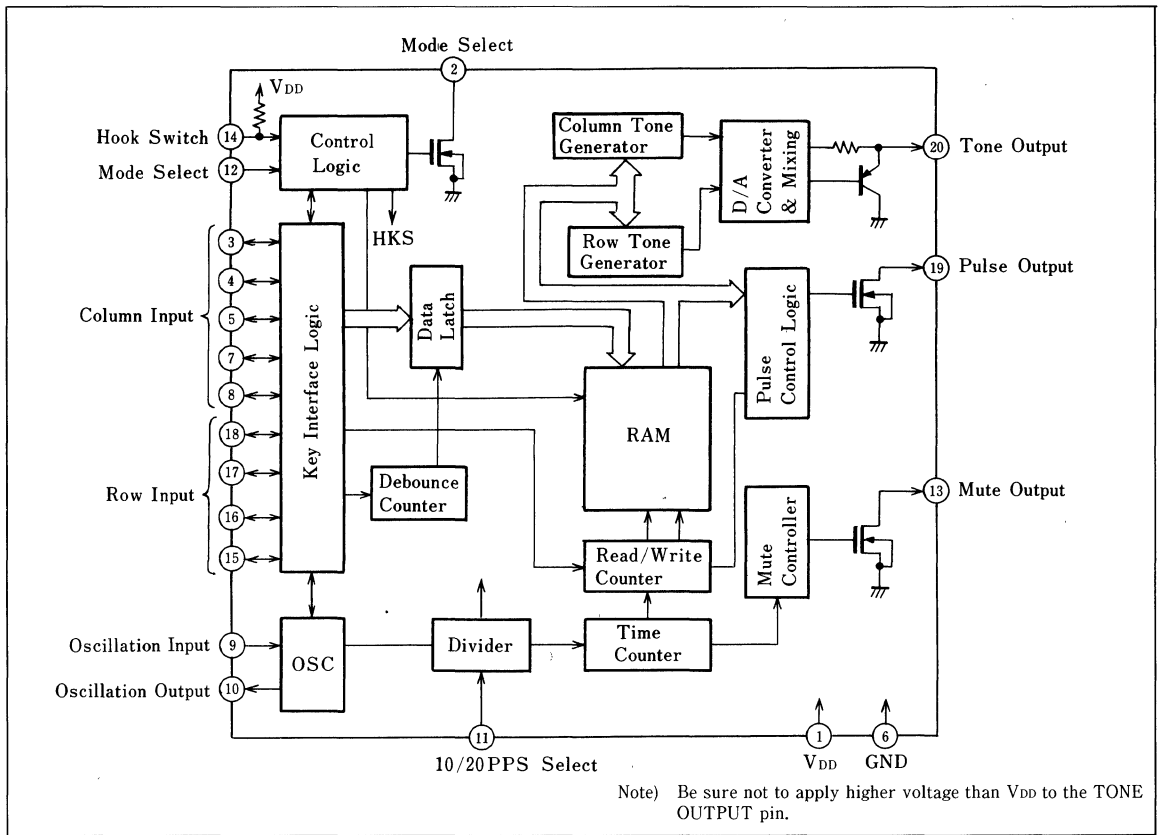 Mode Select
2
VDD
Hook Switch
14
Mode Select
12
Control
Logic
HKS
Column Tone
Generator
Row Tone
Generator
D/A
Converter
& Mixing
20
Tone Output
Column Input
3
4
5
7
8
Row Input
18
17
16
15
Key Interface Logic
Data
Latch
Debounce
Counter
RAM
Pulse
Control Logic
19
Pulse Output
Read/Write
Counter
Mute
Controller
13
Mute Output
Oscillation Input
9
Oscillation Output
10
OSC
Divider
Time
Counter
11
10/20PPS Select
1
VDD
6
GND
Note) Be sure not to apply higher voltage than VDD to the TONE
OUTPUT pin.